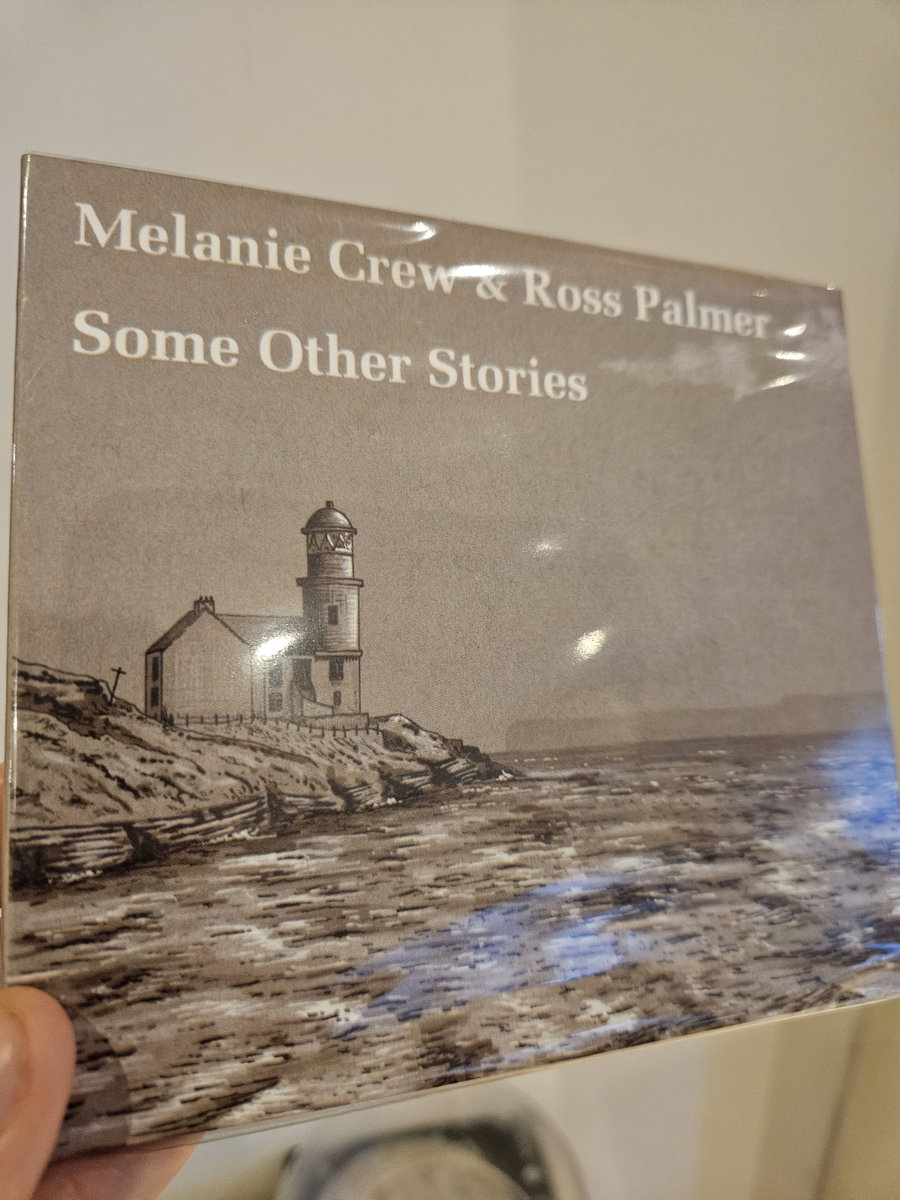 Melanie Crew & Ross Palmer
Some Other Stories